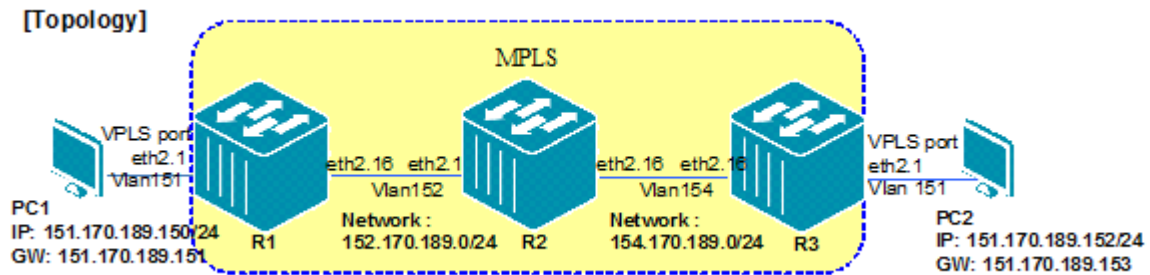 [Topology]
MPLS
VPLS port
eth2.1
Vlan151
eth2.16 eth2.1
Vlan152
eth2.16 eth2.16
Vlan154
VPLS port
eth2.1
Vlan 151
PC1
IP: 151.170.189.150/24
GW: 151.170.189.151
R1
Network :
152.170.189.0/24
R2
Network :
154.170.189.0/24
R3
PC2
IP: 151.170.189.152/24
GW: 151.170.189.153